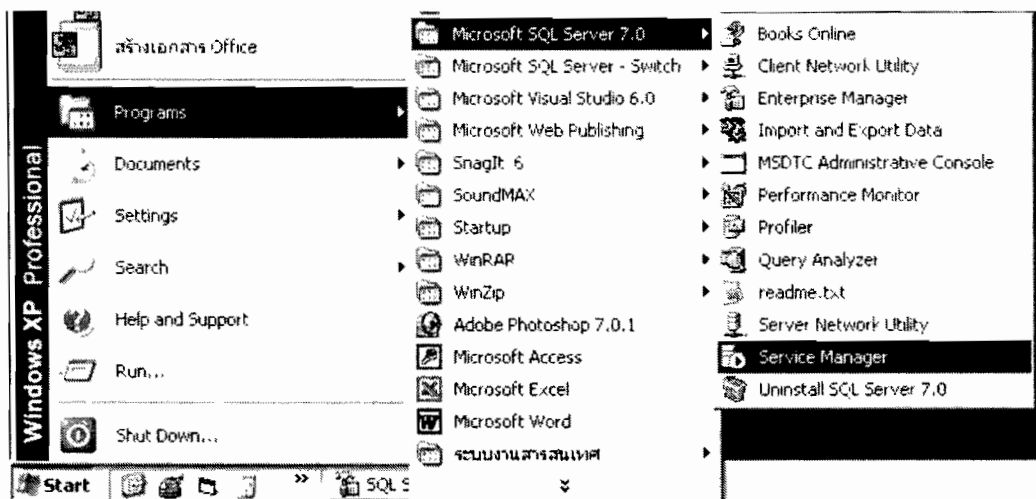 สร้างเอกสาร Office
Programs
Documents
Settings
Search
Help and Support
Run...
Shut Down...
Windows XP Professional
Start
SQL S
Microsoft SQL Server 7.0
Microsoft SQL Server - Switch
Microsoft Visual Studio 6.0
Microsoft Web Publishing
SnagIt 6
SoundMAX
Startup
WinRAR
WinZip
Adobe Photoshop 7.0.1
Microsoft Access
Microsoft Excel
Microsoft Word
ระบบงานสารสนเทศ
Books Online
Client Network Utility
Enterprise Manager
Import and Export Data
MSDTC Administrative Console
Performance Monitor
Profiler
Query Analyzer
readme.txt
Server Network Utility
Service Manager
Uninstall SQL Server 7.0